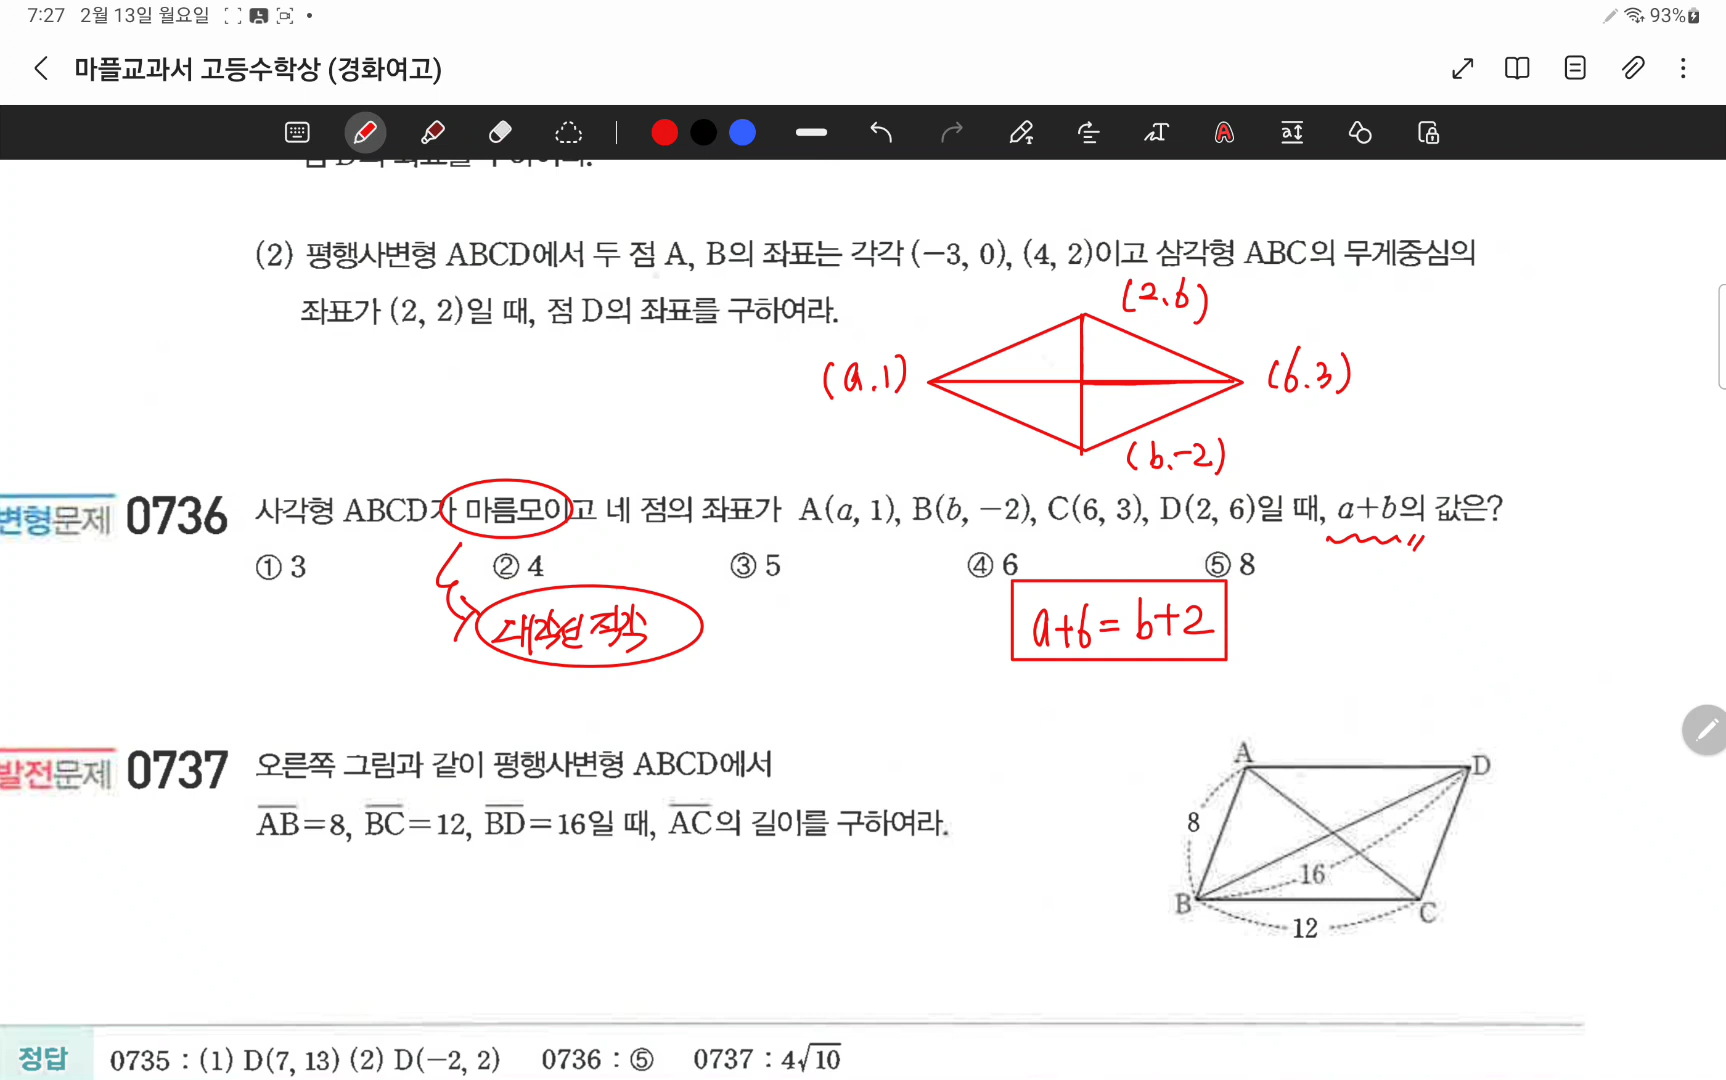 7:27 2월 13일 월요일
93%
마플교과서 고등수학상 (경화여고)
(2) 평행사변형 ABCD에서 두 점 A, B의 좌표는 각각 (−3, 0), (4, 2)이고 삼각형 ABC의 무게중심의
좌표가 (2, 2)일 때, 점 D의 좌표를 구하여라.
(2.6)
(a.1)
(6.3)
(b.-2)
변형문제 0736 사각형 ABCD가 마름모이고 네 점의 좌표가 A(a, 1), B(b, −2), C(6, 3), D(2, 6)일 때, a+b의 값은?
① 3 ② 4 ③ 5 ④ 6 ⑤ 8
대각선 직각
a+6=b+2
발전문제 0737 오른쪽 그림과 같이 평행사변형 ABCD에서
A
D
AB=8, BC=12, BD=16일 때, AC의 길이를 구하여라.
8
16
B
C
12
정답 0735 : (1) D(7, 13) (2) D(−2, 2) 0736 : ⑤ 0737 : 4√10